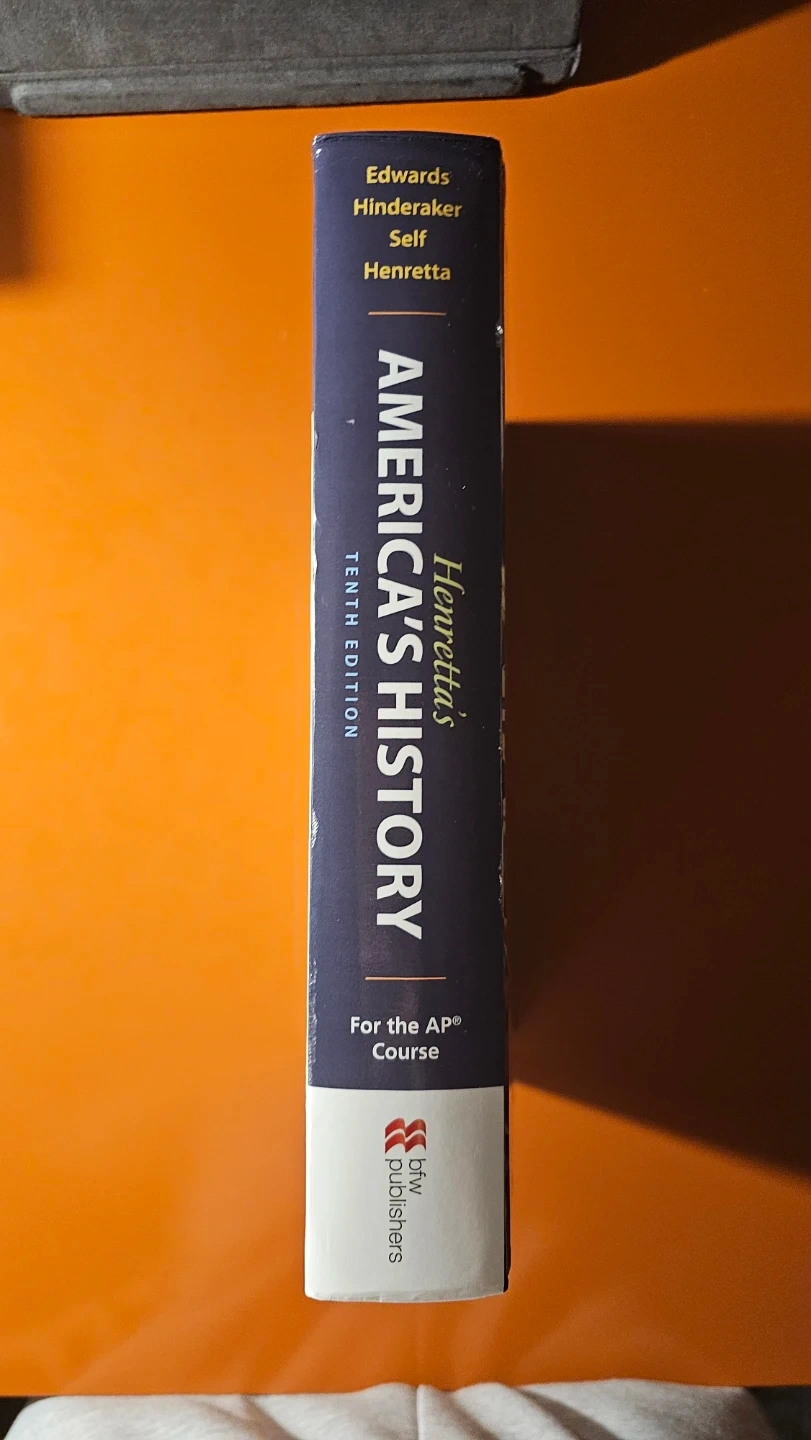 Edwards
Hinderaker
Self
Henretta
Henretta's
AMERICA'S HISTORY
TENTH EDITION
For the AP®
Course
bfw
publishers